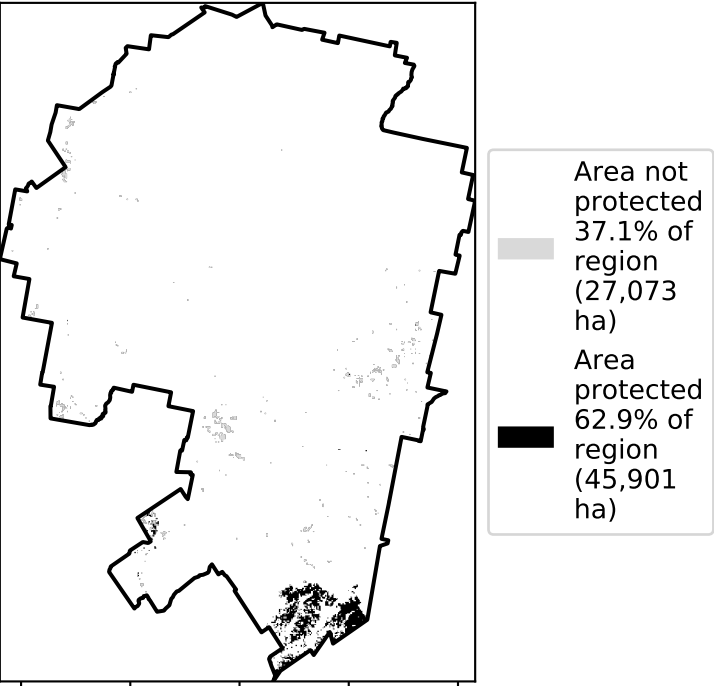 Area not
protected
37.1% of
region
(27,073
ha)
Area
protected
62.9% of
region
(45,901
ha)